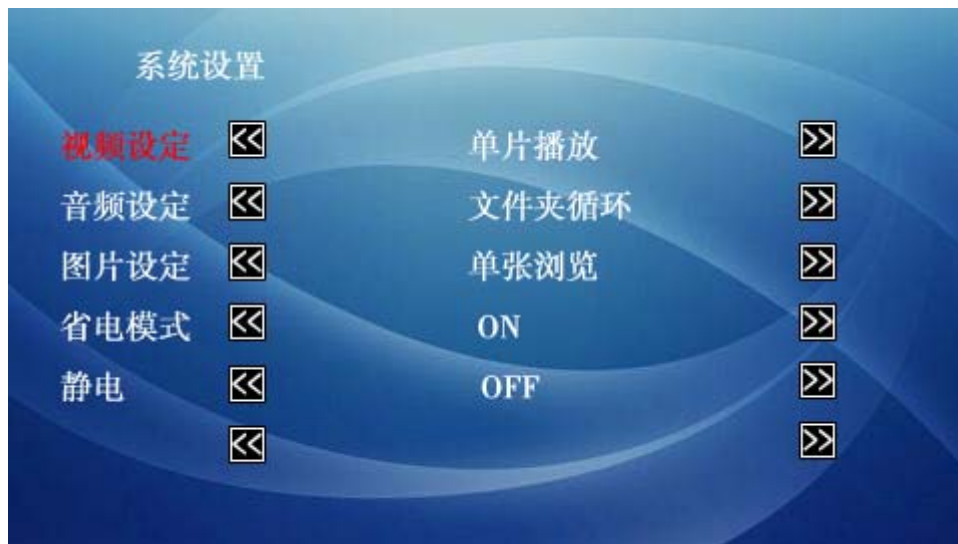 系统设置
视频设定 << 单片播放 >>
音频设定 << 文件夹循环 >>
图片设定 << 单张浏览 >>
省电模式 << ON >>
静电 << OFF >>
<< >>